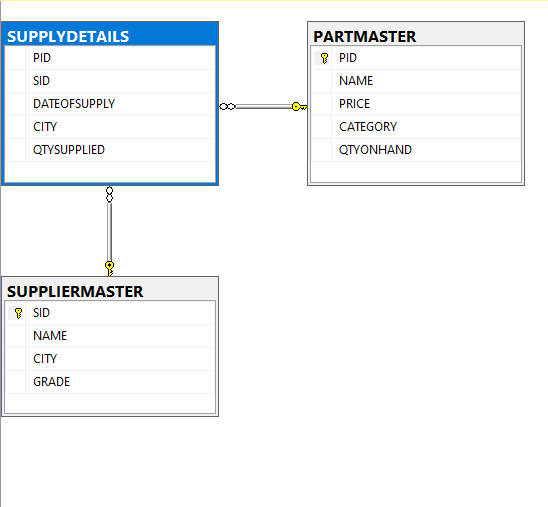 SUPPLYDETAILS
PID
SID
DATEOFSUPPLY
CITY
QTYSUPPLIED
PARTMASTER
PID
NAME
PRICE
CATEGORY
QTYONHAND
SUPPLIERMASTER
SID
NAME
CITY
GRADE